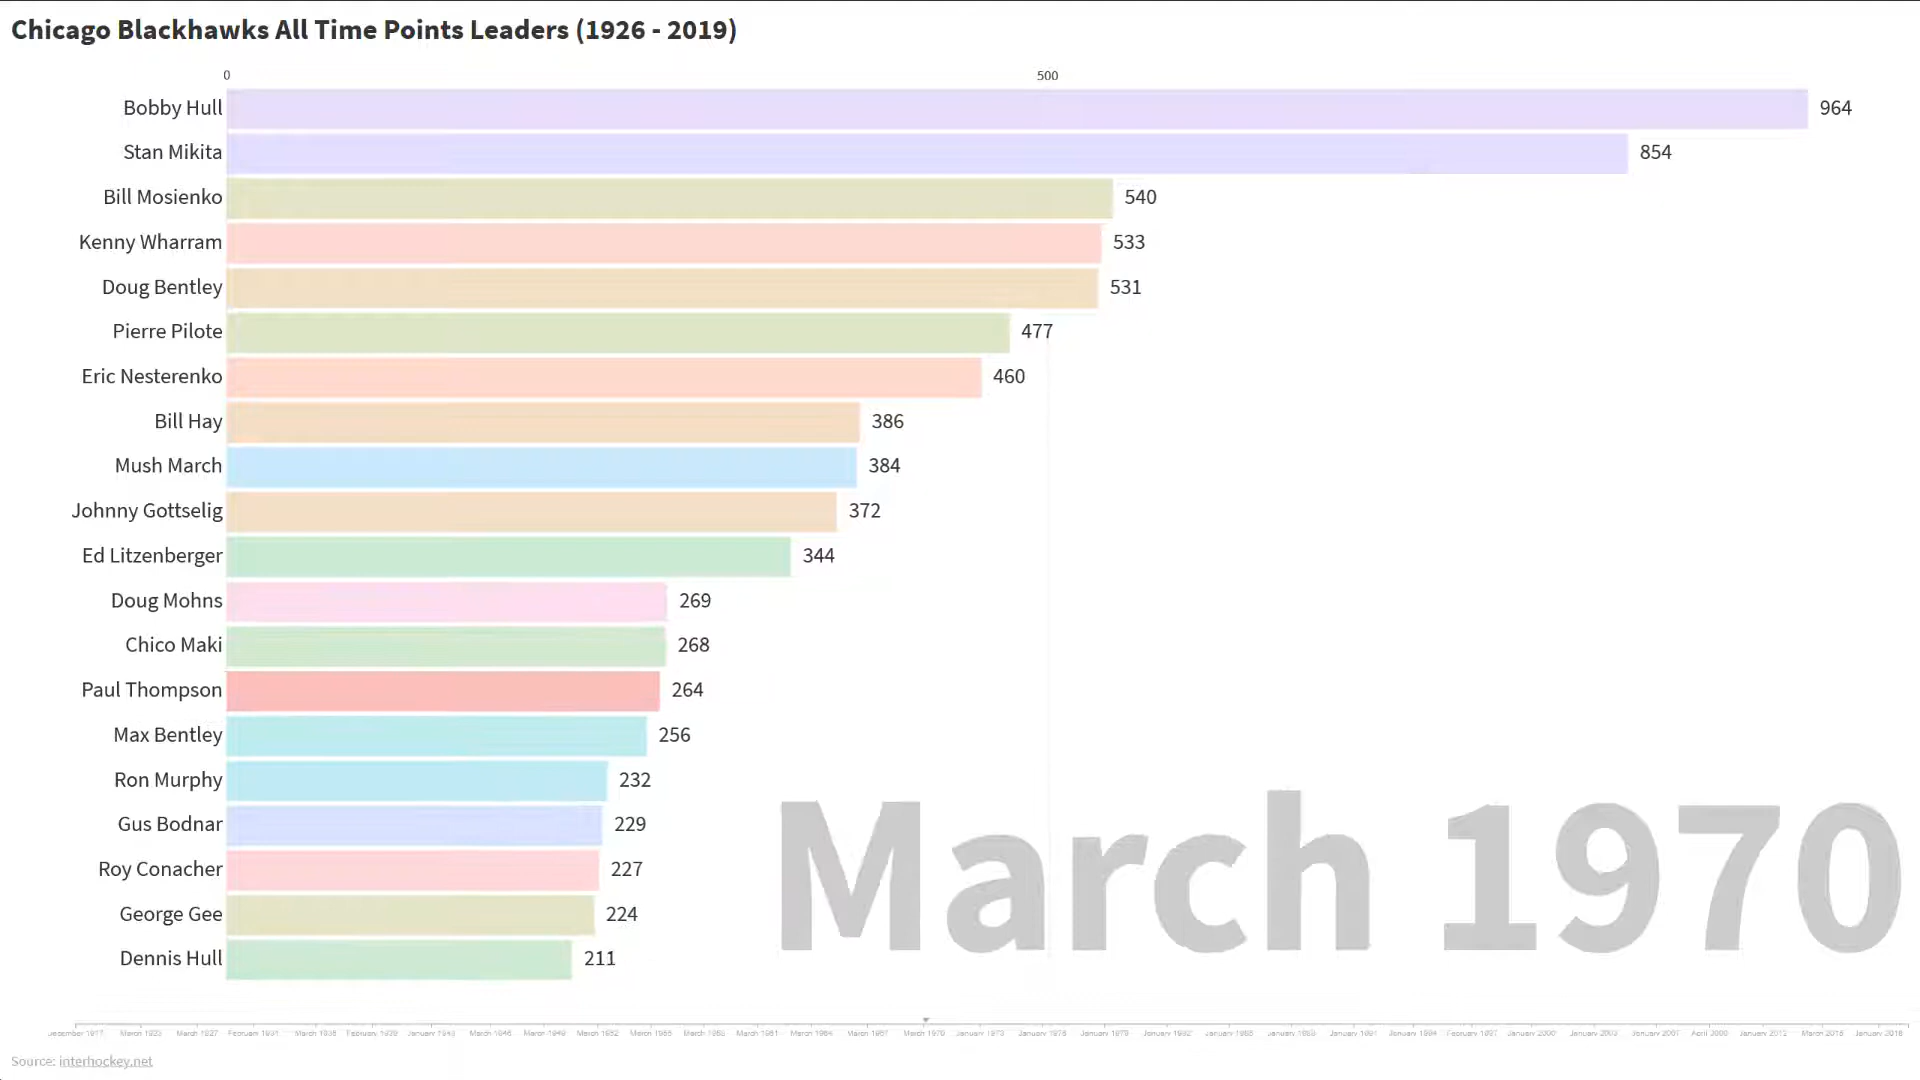 Chicago Blackhawks All Time Points Leaders (1926 - 2019)
0 500
Bobby Hull 964
Stan Mikita 854
Bill Mosienko 540
Kenny Wharram 533
Doug Bentley 531
Pierre Pilote 477
Eric Nesterenko 460
Bill Hay 386
Mush March 384
Johnny Gottselig 372
Ed Litzenberger 344
Doug Mohns 269
Chico Maki 268
Paul Thompson 264
Max Bentley 256
Ron Murphy 232
Gus Bodnar 229
Roy Conacher 227
George Gee 224
Dennis Hull 211
March 1970
Source: interhockey.net